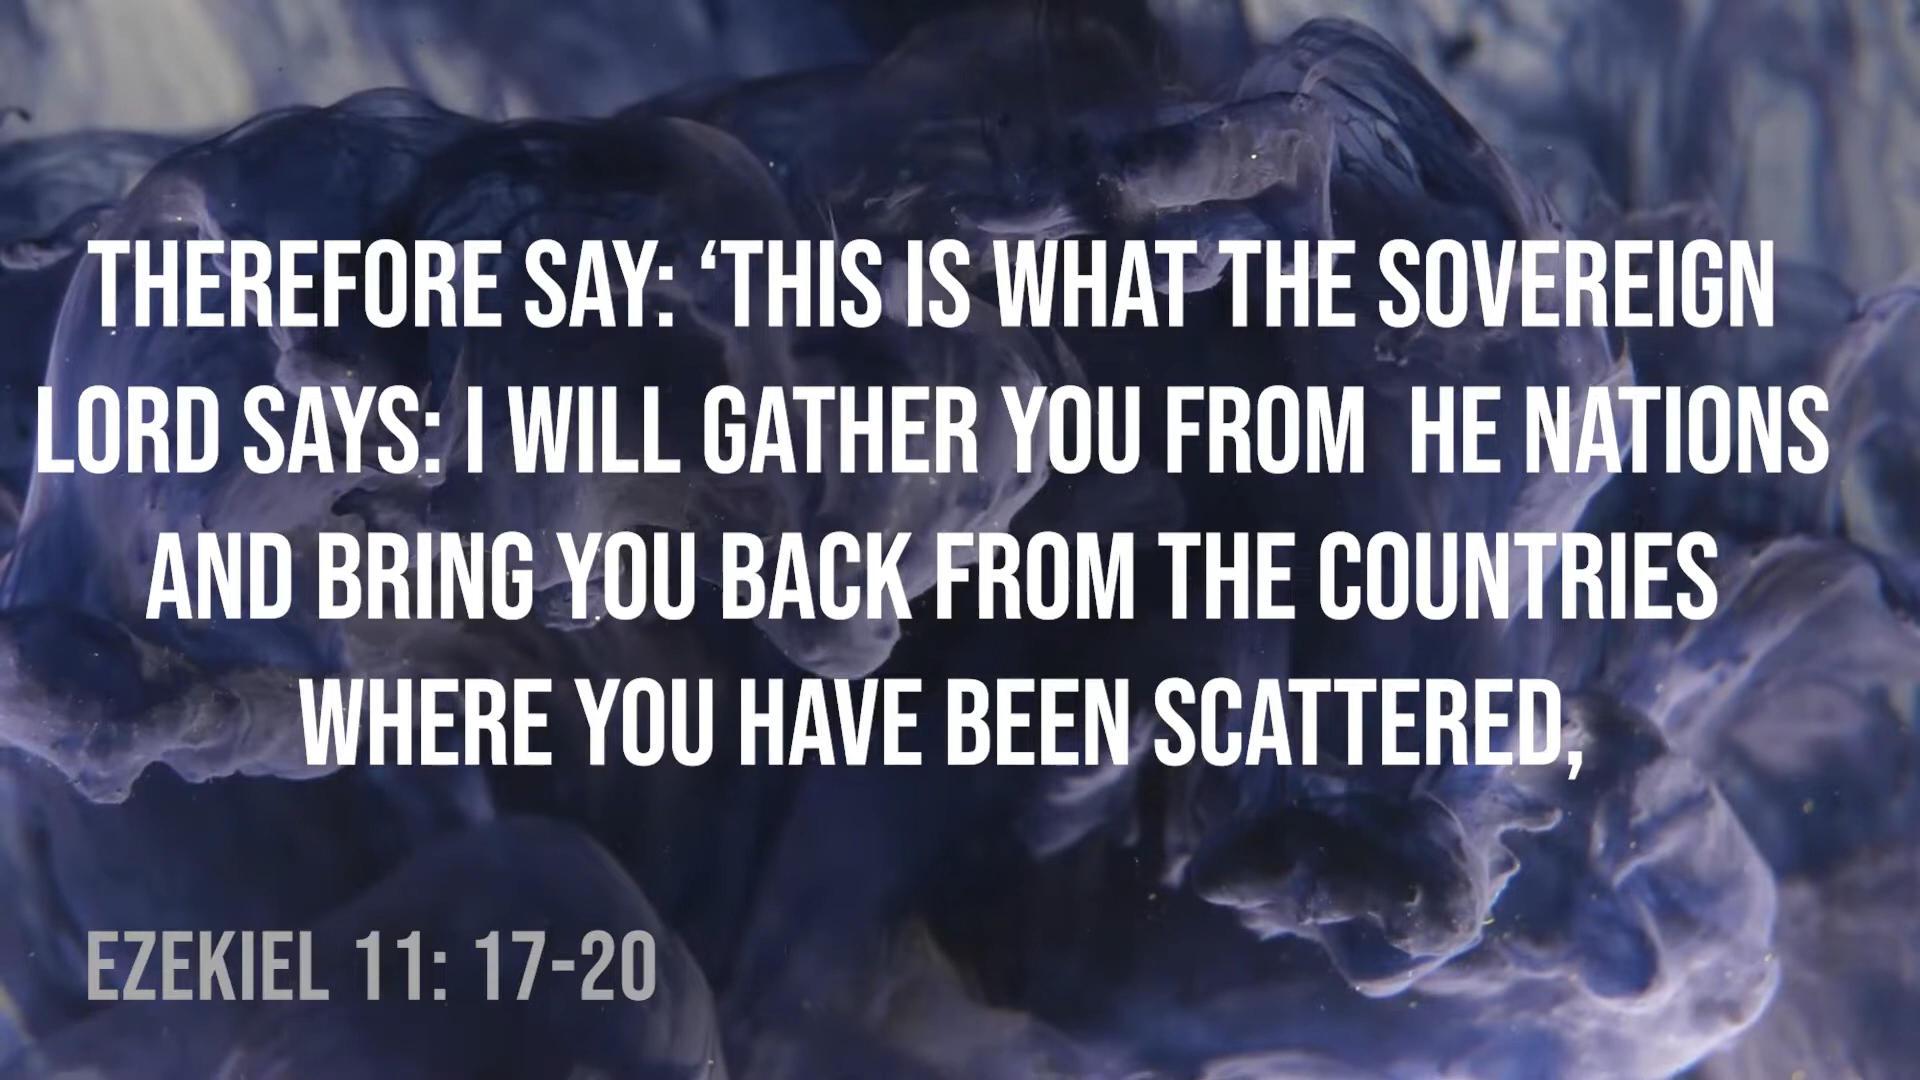 THEREFORE SAY: ‘THIS IS WHAT THE SOVEREIGN
LORD SAYS: I WILL GATHER YOU FROM  HE NATIONS
AND BRING YOU BACK FROM THE COUNTRIES
WHERE YOU HAVE BEEN SCATTERED,
EZEKIEL 11: 17-20